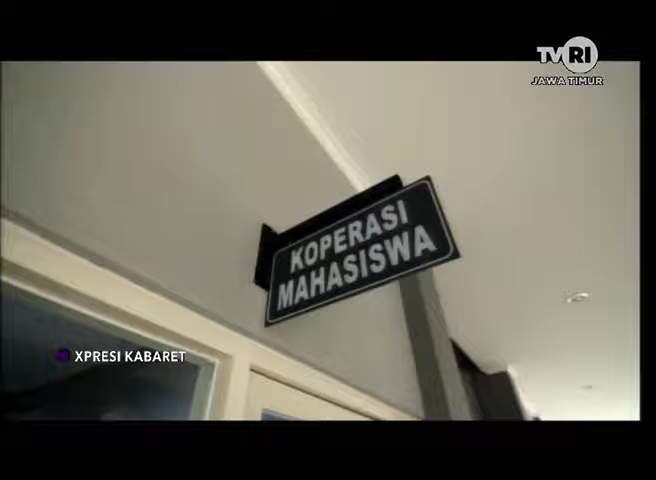 TVRI
JAWA TIMUR
KOPERASI
MAHASISWA
XPRESI KABARET